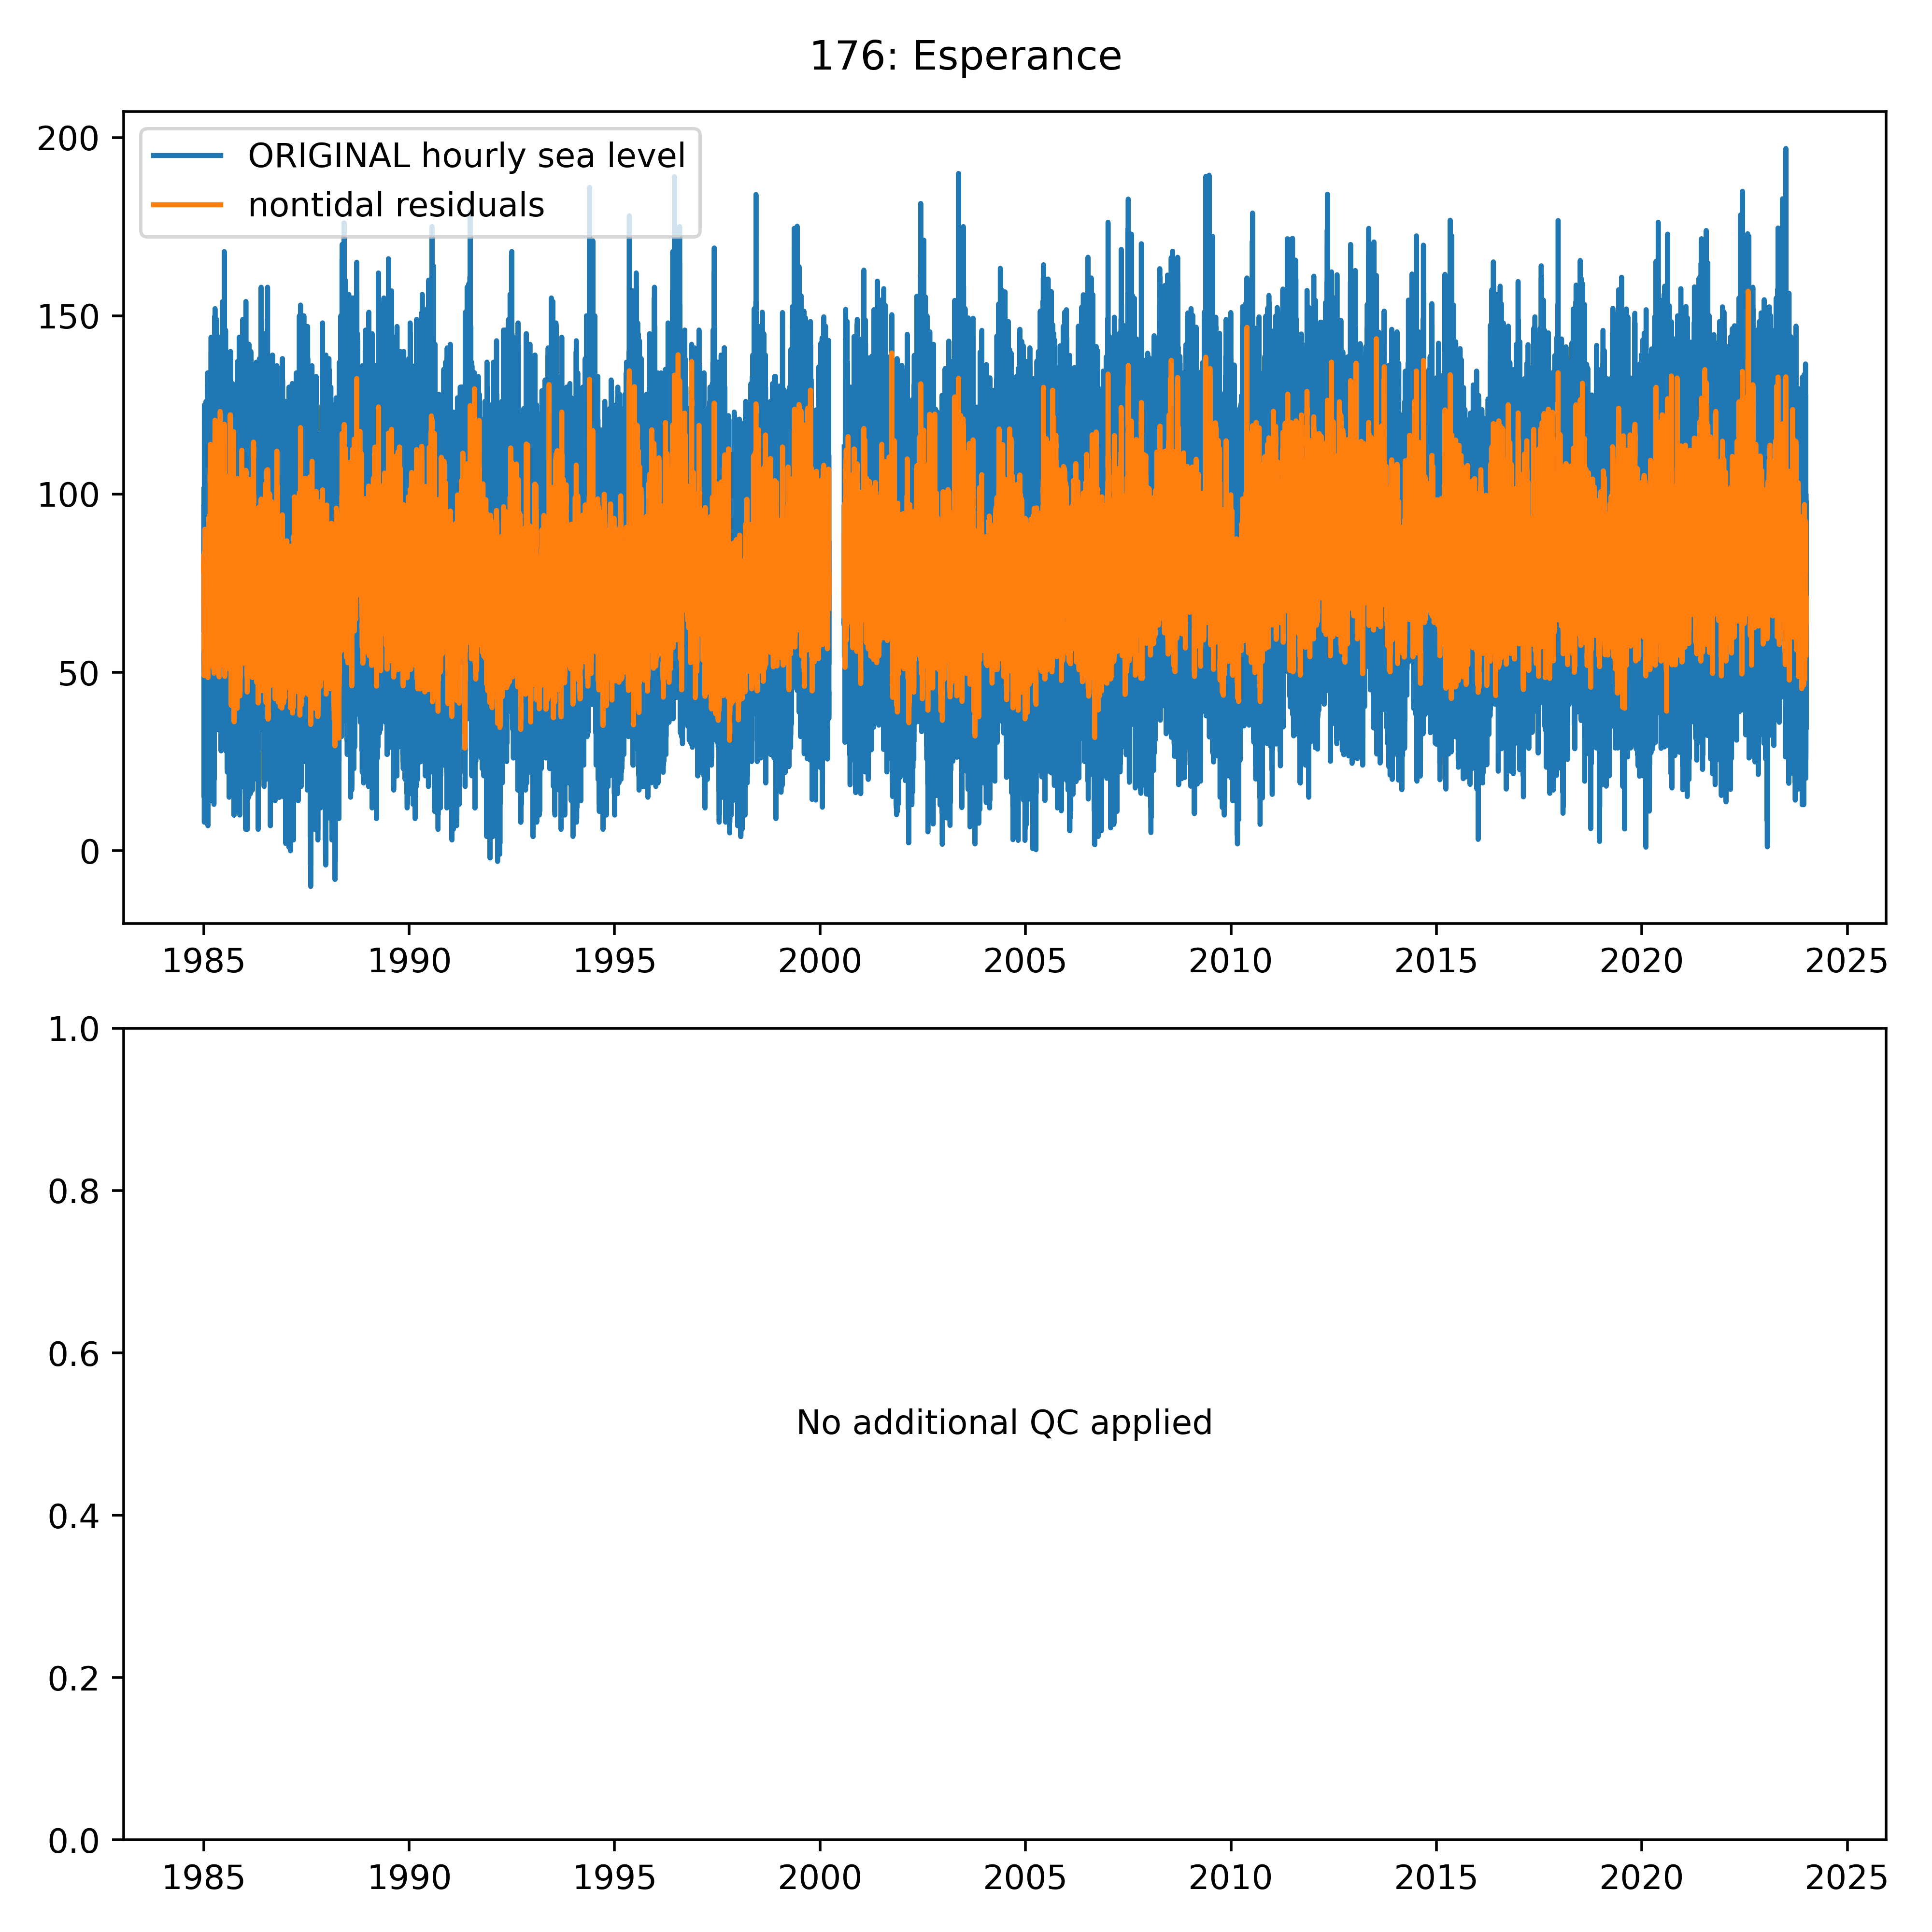 176: Esperance
ORIGINAL hourly sea level
nontidal residuals
200
150
100
50
0
1985 1990 1995 2000 2005 2010 2015 2020 2025
1.0
0.8
0.6
No additional QC applied
0.4
0.2
0.0
1985 1990 1995 2000 2005 2010 2015 2020 2025